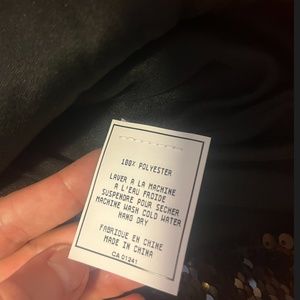 100% POLYESTER
LAVER A LA MACHINE
A L'EAU FROIDE
SUSPENDRE POUR SECHER
MACHINE WASH COLD WATER
HANG DRY
FABRIQUE EN CHINE
MADE IN CHINA
CA 01241